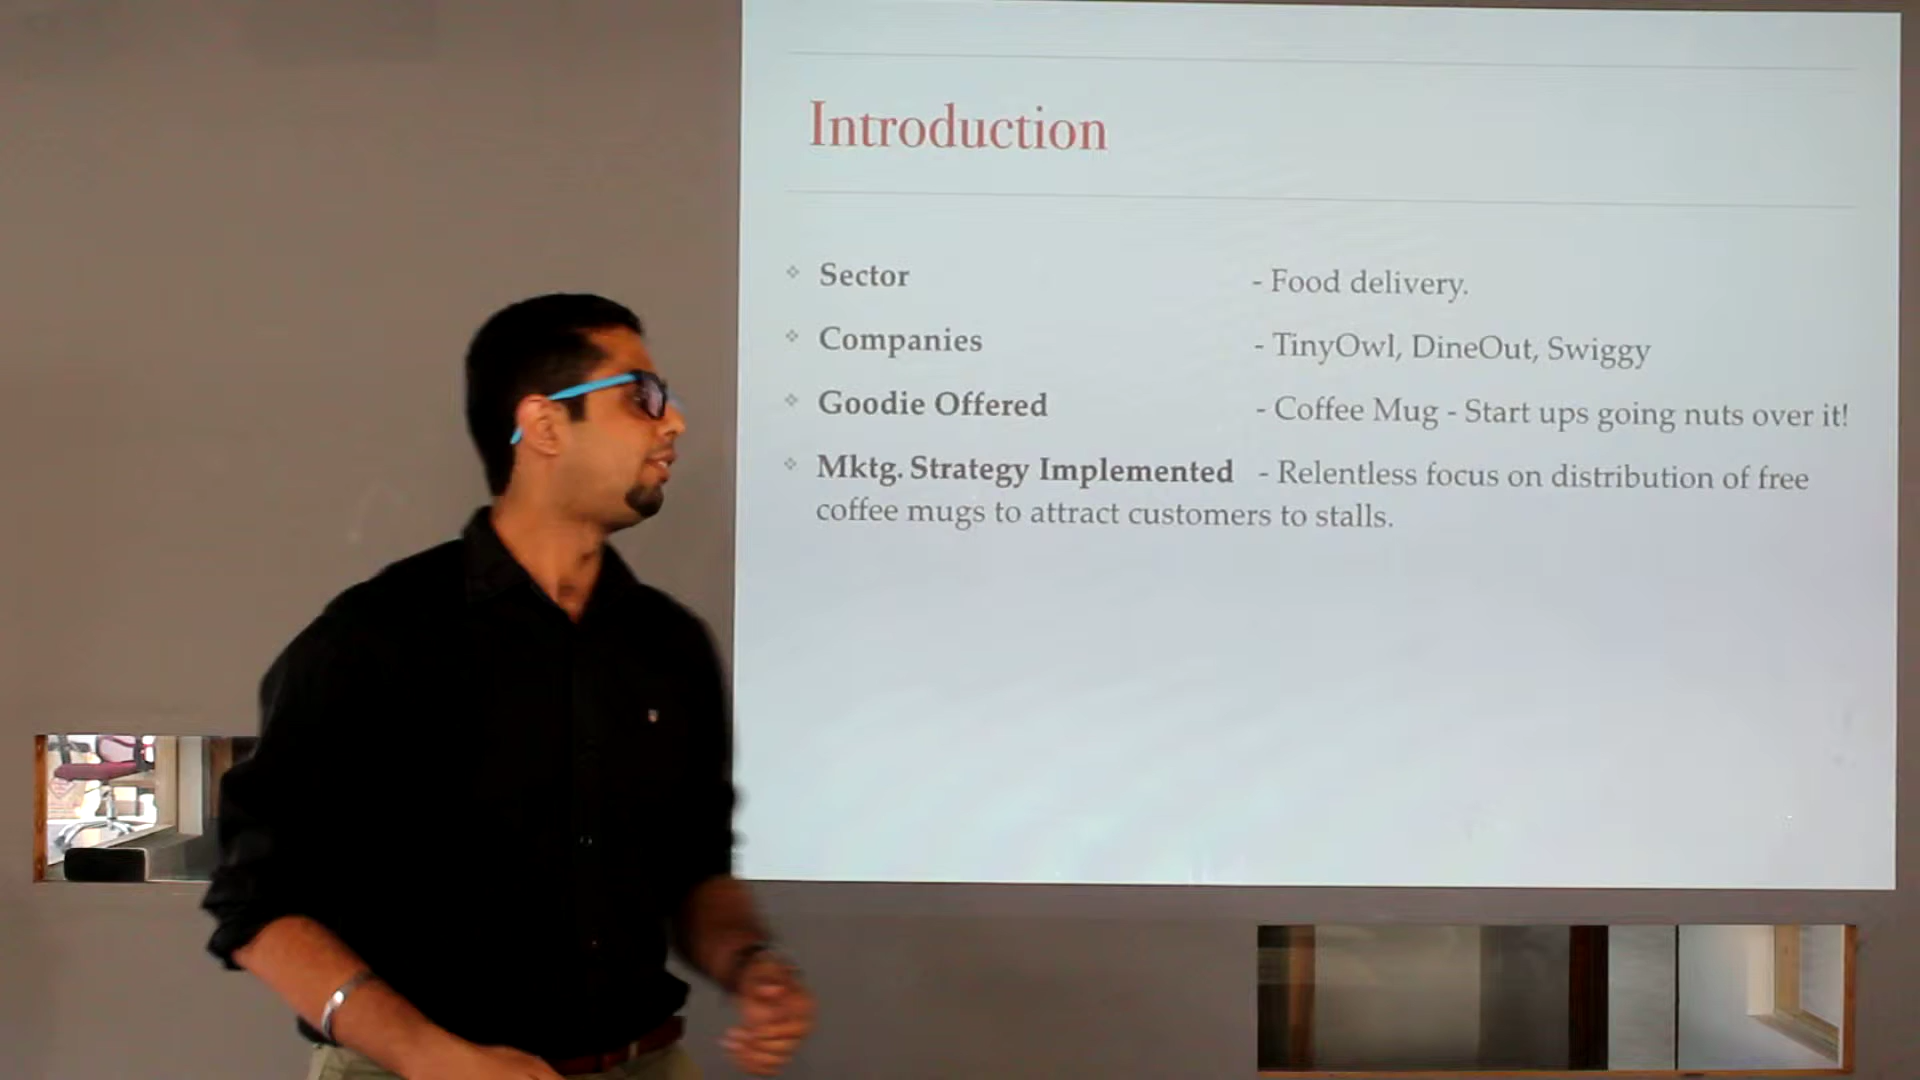 Introduction
Sector - Food delivery.
Companies - TinyOwl, DineOut, Swiggy
Goodie Offered - Coffee Mug - Start ups going nuts over it!
Mktg. Strategy Implemented - Relentless focus on distribution of free
coffee mugs to attract customers to stalls.